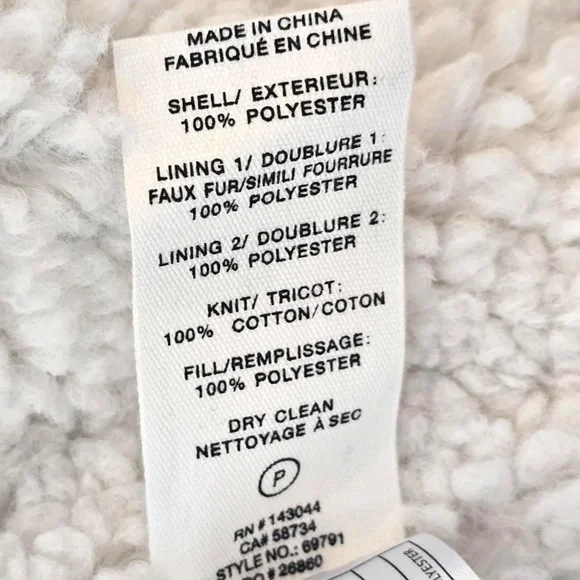 MADE IN CHINA
FABRIQUÉ EN CHINE
SHELL/ EXTERIEUR:
100% POLYESTER
LINING 1/ DOUBLURE 1:
FAUX FUR/SIMILI FOURRURE
100% POLYESTER
LINING 2/ DOUBLURE 2:
100% POLYESTER
KNIT/ TRICOT:
100% COTTON/COTON
FILL/REMPLISSAGE:
100% POLYESTER
DRY CLEAN
NETTOYAGE À SEC
P
RN # 143044
CA# 58734
STYLE NO.: 69791
# 26860